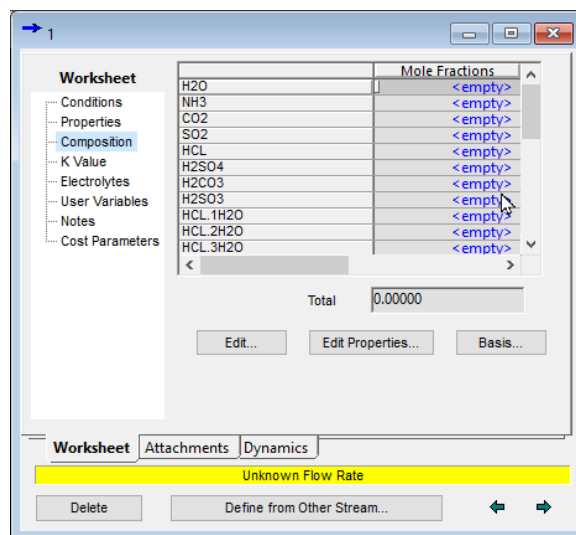 1
Worksheet
Conditions
Properties
Composition
K Value
Electrolytes
User Variables
Notes
Cost Parameters
Mole Fractions
H2O <empty>
NH3 <empty>
CO2 <empty>
SO2 <empty>
HCL <empty>
H2SO4 <empty>
H2CO3 <empty>
H2SO3 <empty>
HCL.1H2O <empty>
HCL.2H2O <empty>
HCL.3H2O <empty>
Total 0.00000
Edit... Edit Properties... Basis...
Worksheet Attachments Dynamics
Unknown Flow Rate
Delete Define from Other Stream...